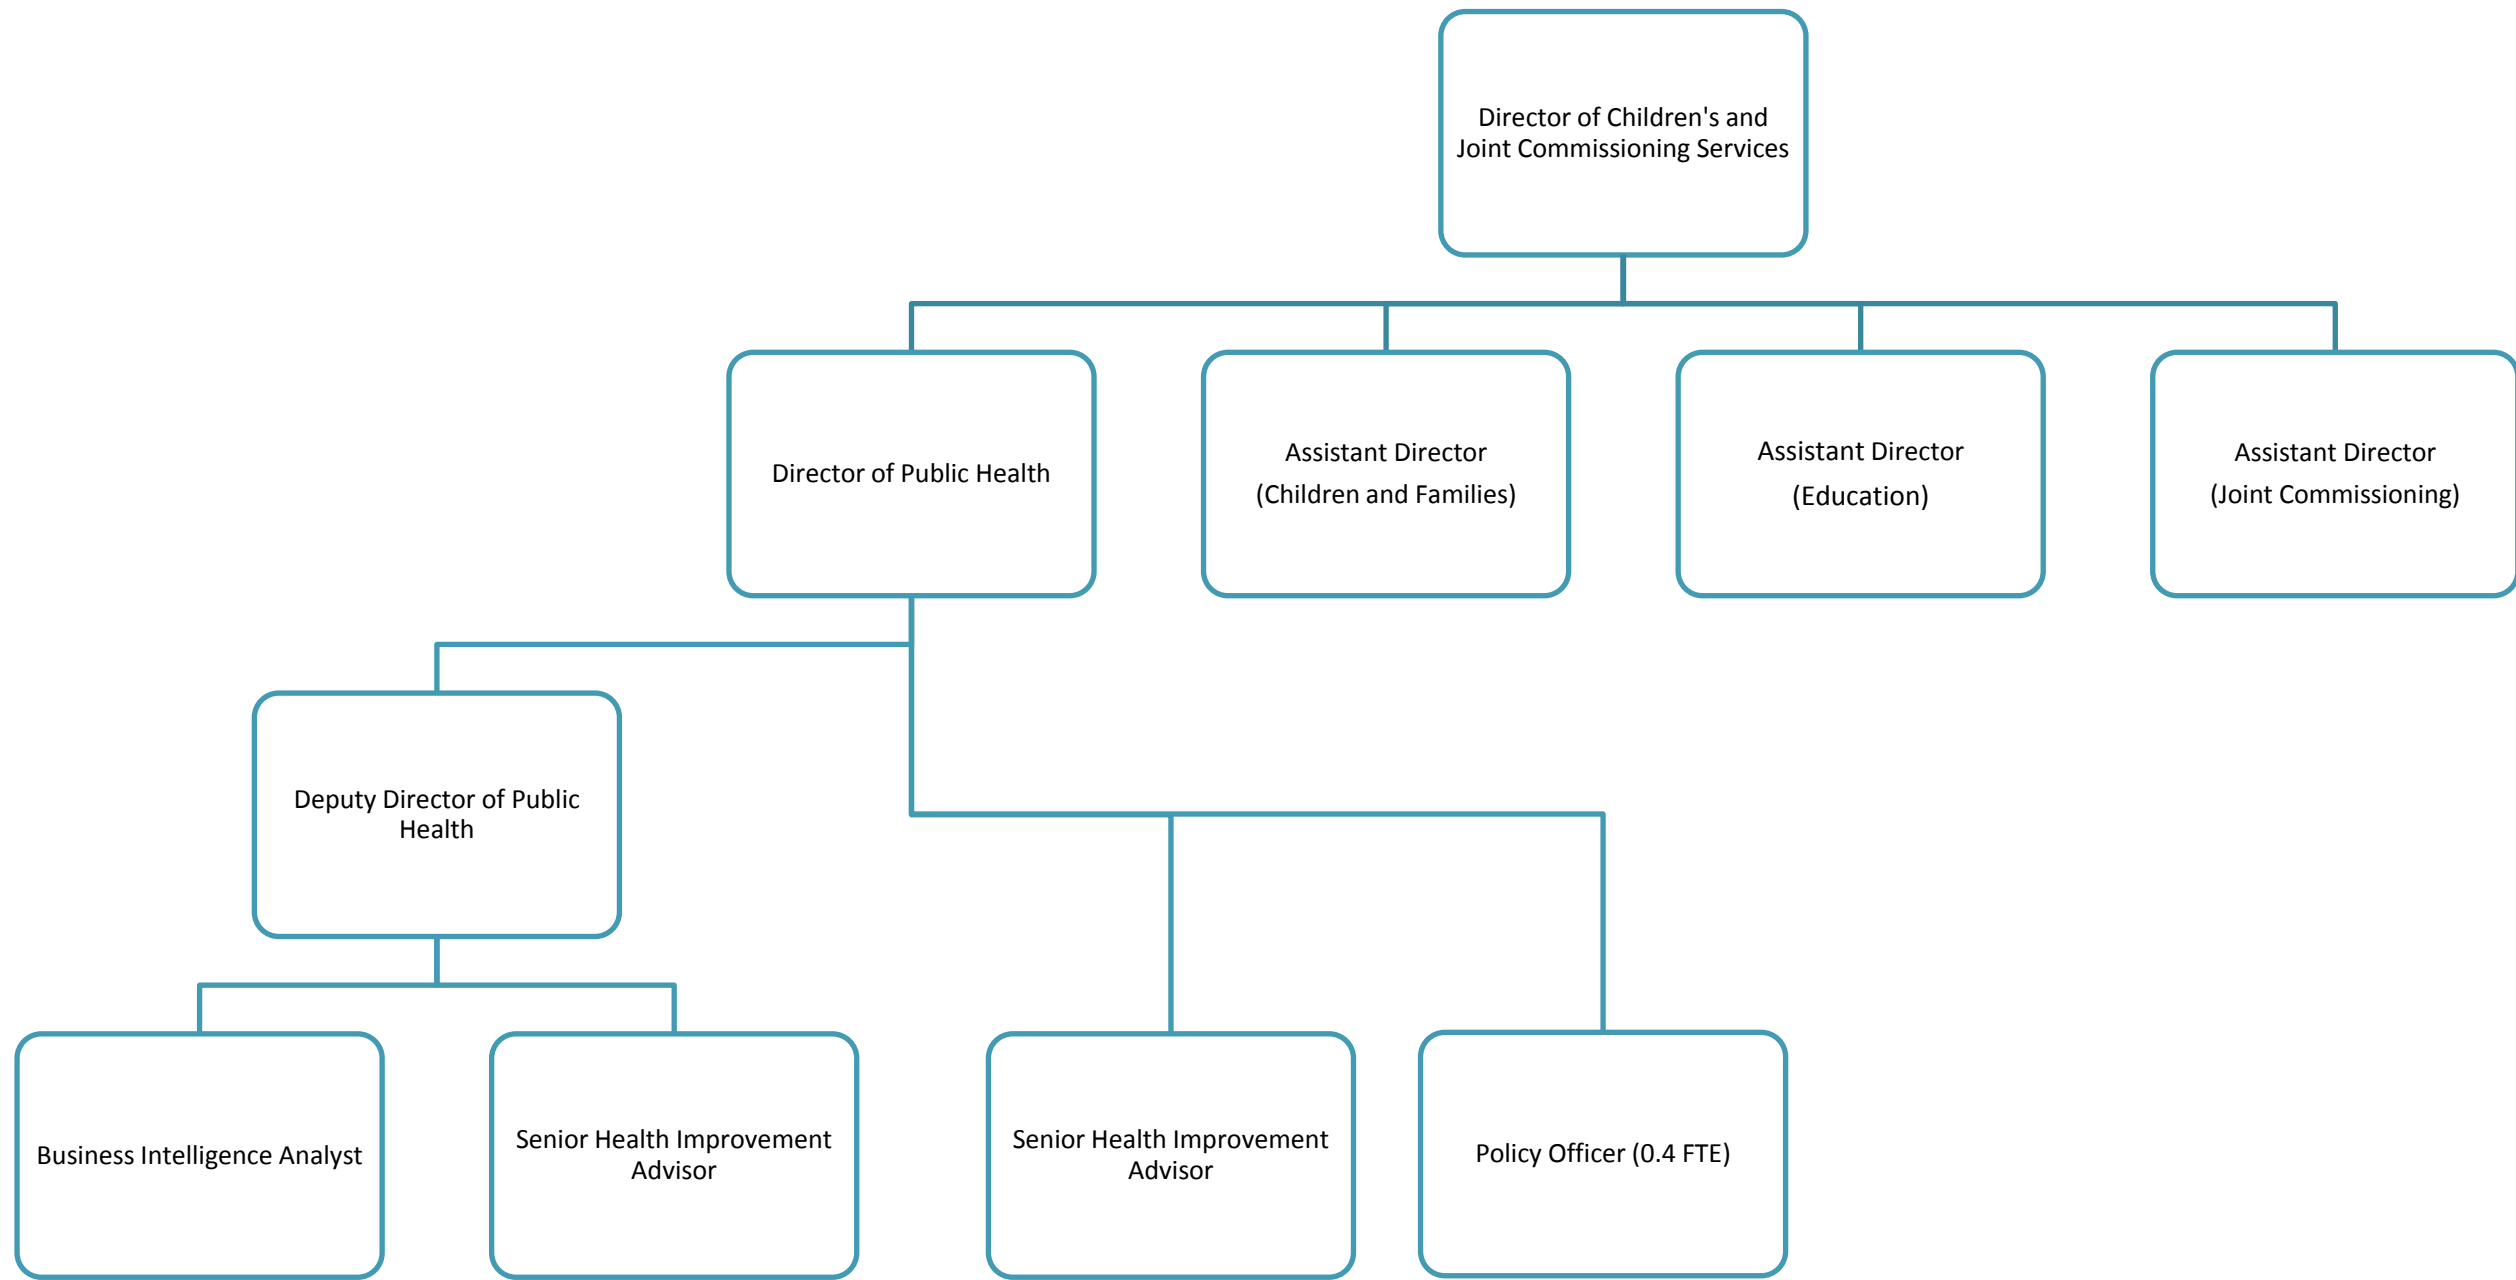 Director of Children's and
Joint Commissioning Services
Director of Public Health
Assistant Director
(Children and Families)
Assistant Director
(Education)
Assistant Director
(Joint Commissioning)
Deputy Director of Public
Health
Business Intelligence Analyst
Senior Health Improvement
Advisor
Senior Health Improvement
Advisor
Policy Officer (0.4 FTE)